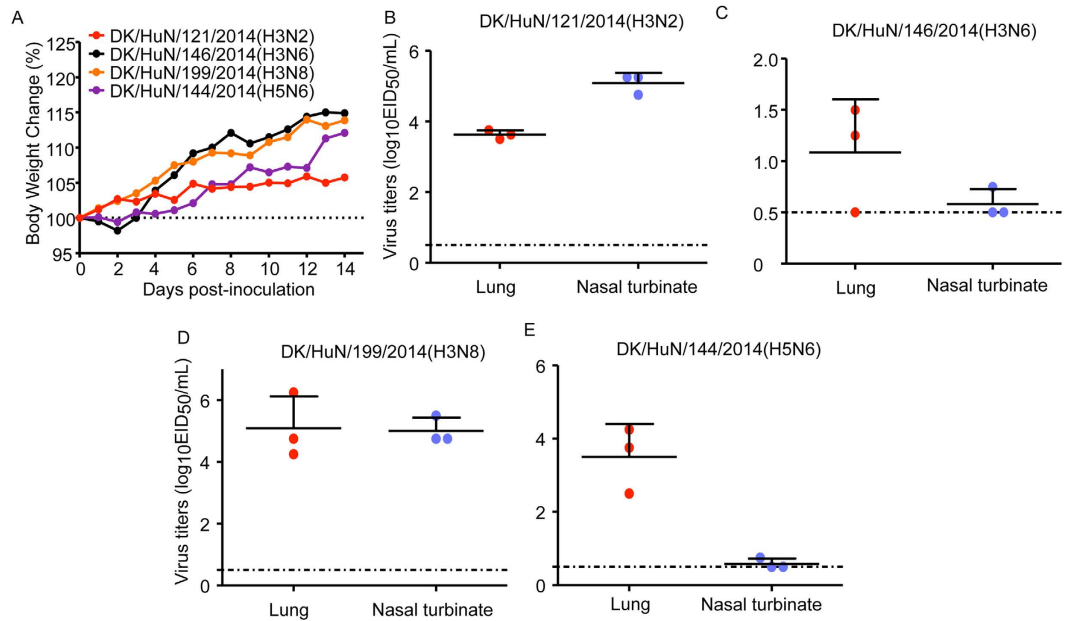 A
DK/HuN/121/2014(H3N2)
DK/HuN/146/2014(H3N6)
DK/HuN/199/2014(H3N8)
DK/HuN/144/2014(H5N6)
Body Weight Change (%)
125
120
115
110
105
100
95
0 2 4 6 8 10 12 14
Days post-inoculation
B
DK/HuN/121/2014(H3N2)
Virus titers (log10EID50/mL)
6
4
2
0
Lung Nasal turbinate
C
DK/HuN/146/2014(H3N6)
2.0
1.5
1.0
0.5
0
Lung Nasal turbinate
D
DK/HuN/199/2014(H3N8)
Virus titers (log10EID50/mL)
6
4
2
0
Lung Nasal turbinate
E
DK/HuN/144/2014(H5N6)
6
4
2
0
Lung Nasal turbinate